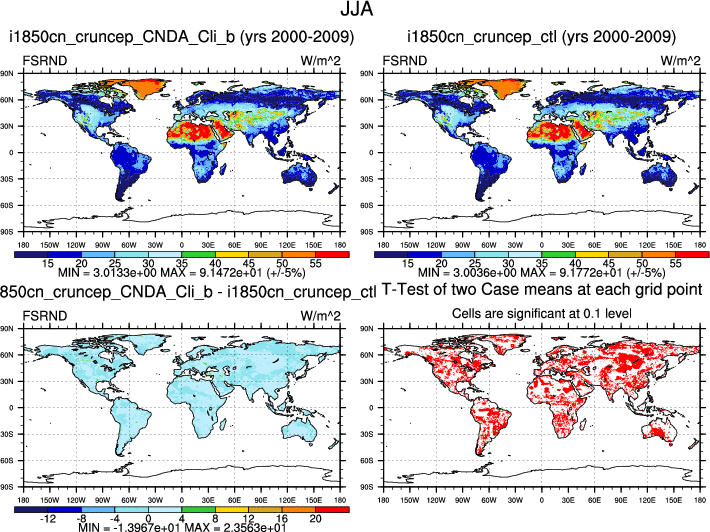 JJA
i1850cn_cruncep_CNDA_Cli_b (yrs 2000-2009)
i1850cn_cruncep_ctl (yrs 2000-2009)
FSRND W/m^2
FSRND W/m^2
90N
60N
30N
0
30S
60S
90S
180 150W 120W 90W 60W 30W 0 30E 60E 90E 120E 150E 180
15 20 25 30 35 40 45 50 55
MIN = 3.0133e+00 MAX = 9.1472e+01 (+/-5%)
90N
60N
30N
0
30S
60S
90S
180 150W 120W 90W 60W 30W 0 30E 60E 90E 120E 150E 180
15 20 25 30 35 40 45 50 55
MIN = 3.0036e+00 MAX = 9.1772e+01 (+/-5%)
850cn_cruncep_CNDA_Cli_b - i1850cn_cruncep_ctl
T-Test of two Case means at each grid point
FSRND W/m^2
Cells are significant at 0.1 level
90N
60N
30N
0
30S
60S
90S
180 150W 120W 90W 60W 30W 0 30E 60E 90E 120E 150E 180
-12 -8 -4 0 4 8 12 16 20
MIN = -1.3967e+01 MAX = 2.3563e+01
90N
60N
30N
0
30S
60S
90S
180 150W 120W 90W 60W 30W 0 30E 60E 90E 120E 150E 180